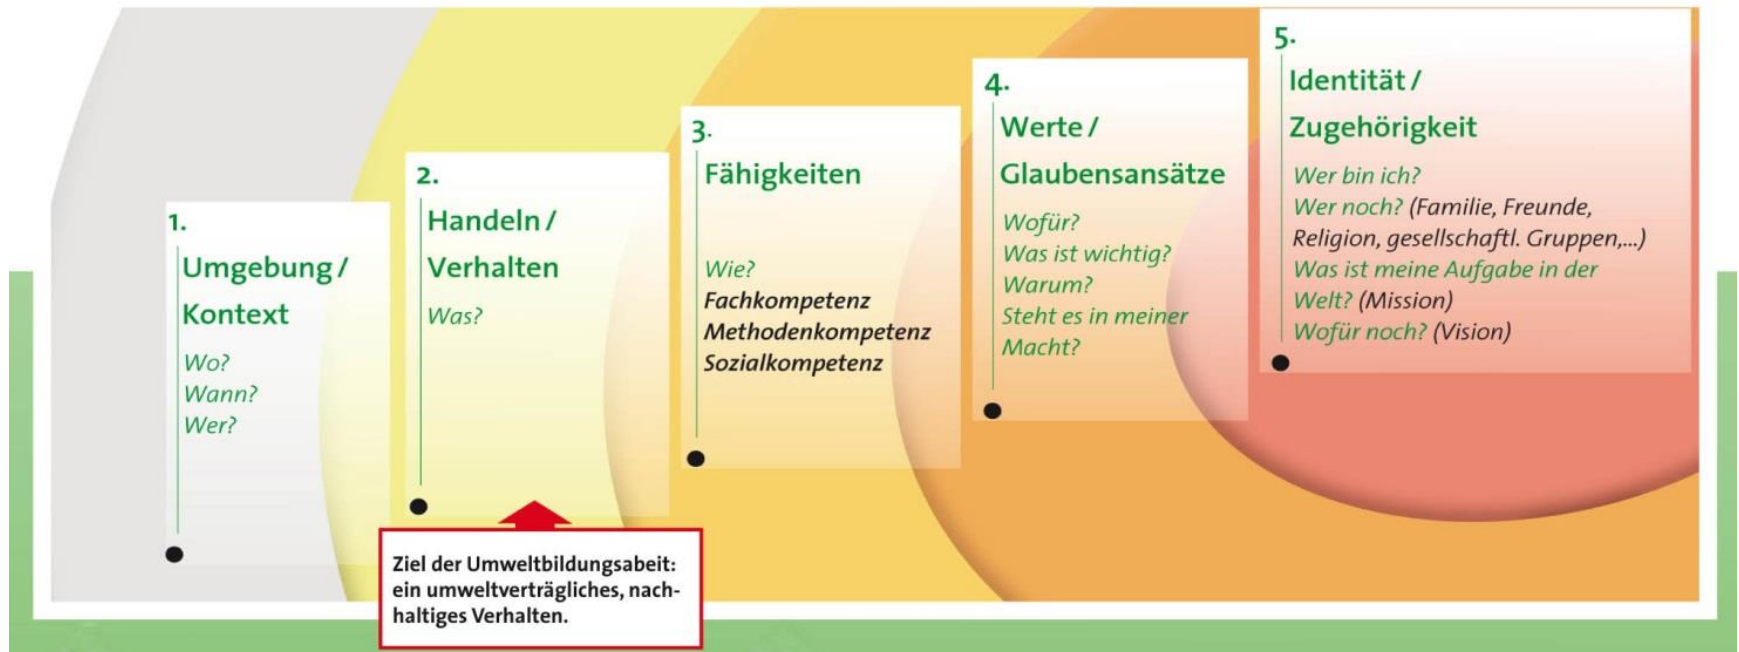 1.
Umgebung /
Kontext
Wo?
Wann?
Wer?
2.
Handeln /
Verhalten
Was?
Ziel der Umweltbildungsabeit:
ein umweltverträgliches, nach-
haltiges Verhalten.
3.
Fähigkeiten
Wie?
Fachkompetenz
Methodenkompetenz
Sozialkompetenz
4.
Werte /
Glaubensansätze
Wofür?
Was ist wichtig?
Warum?
Steht es in meiner
Macht?
5.
Identität /
Zugehörigkeit
Wer bin ich?
Wer noch? (Familie, Freunde,
Religion, gesellschaftl. Gruppen,...)
Was ist meine Aufgabe in der
Welt? (Mission)
Wofür noch? (Vision)